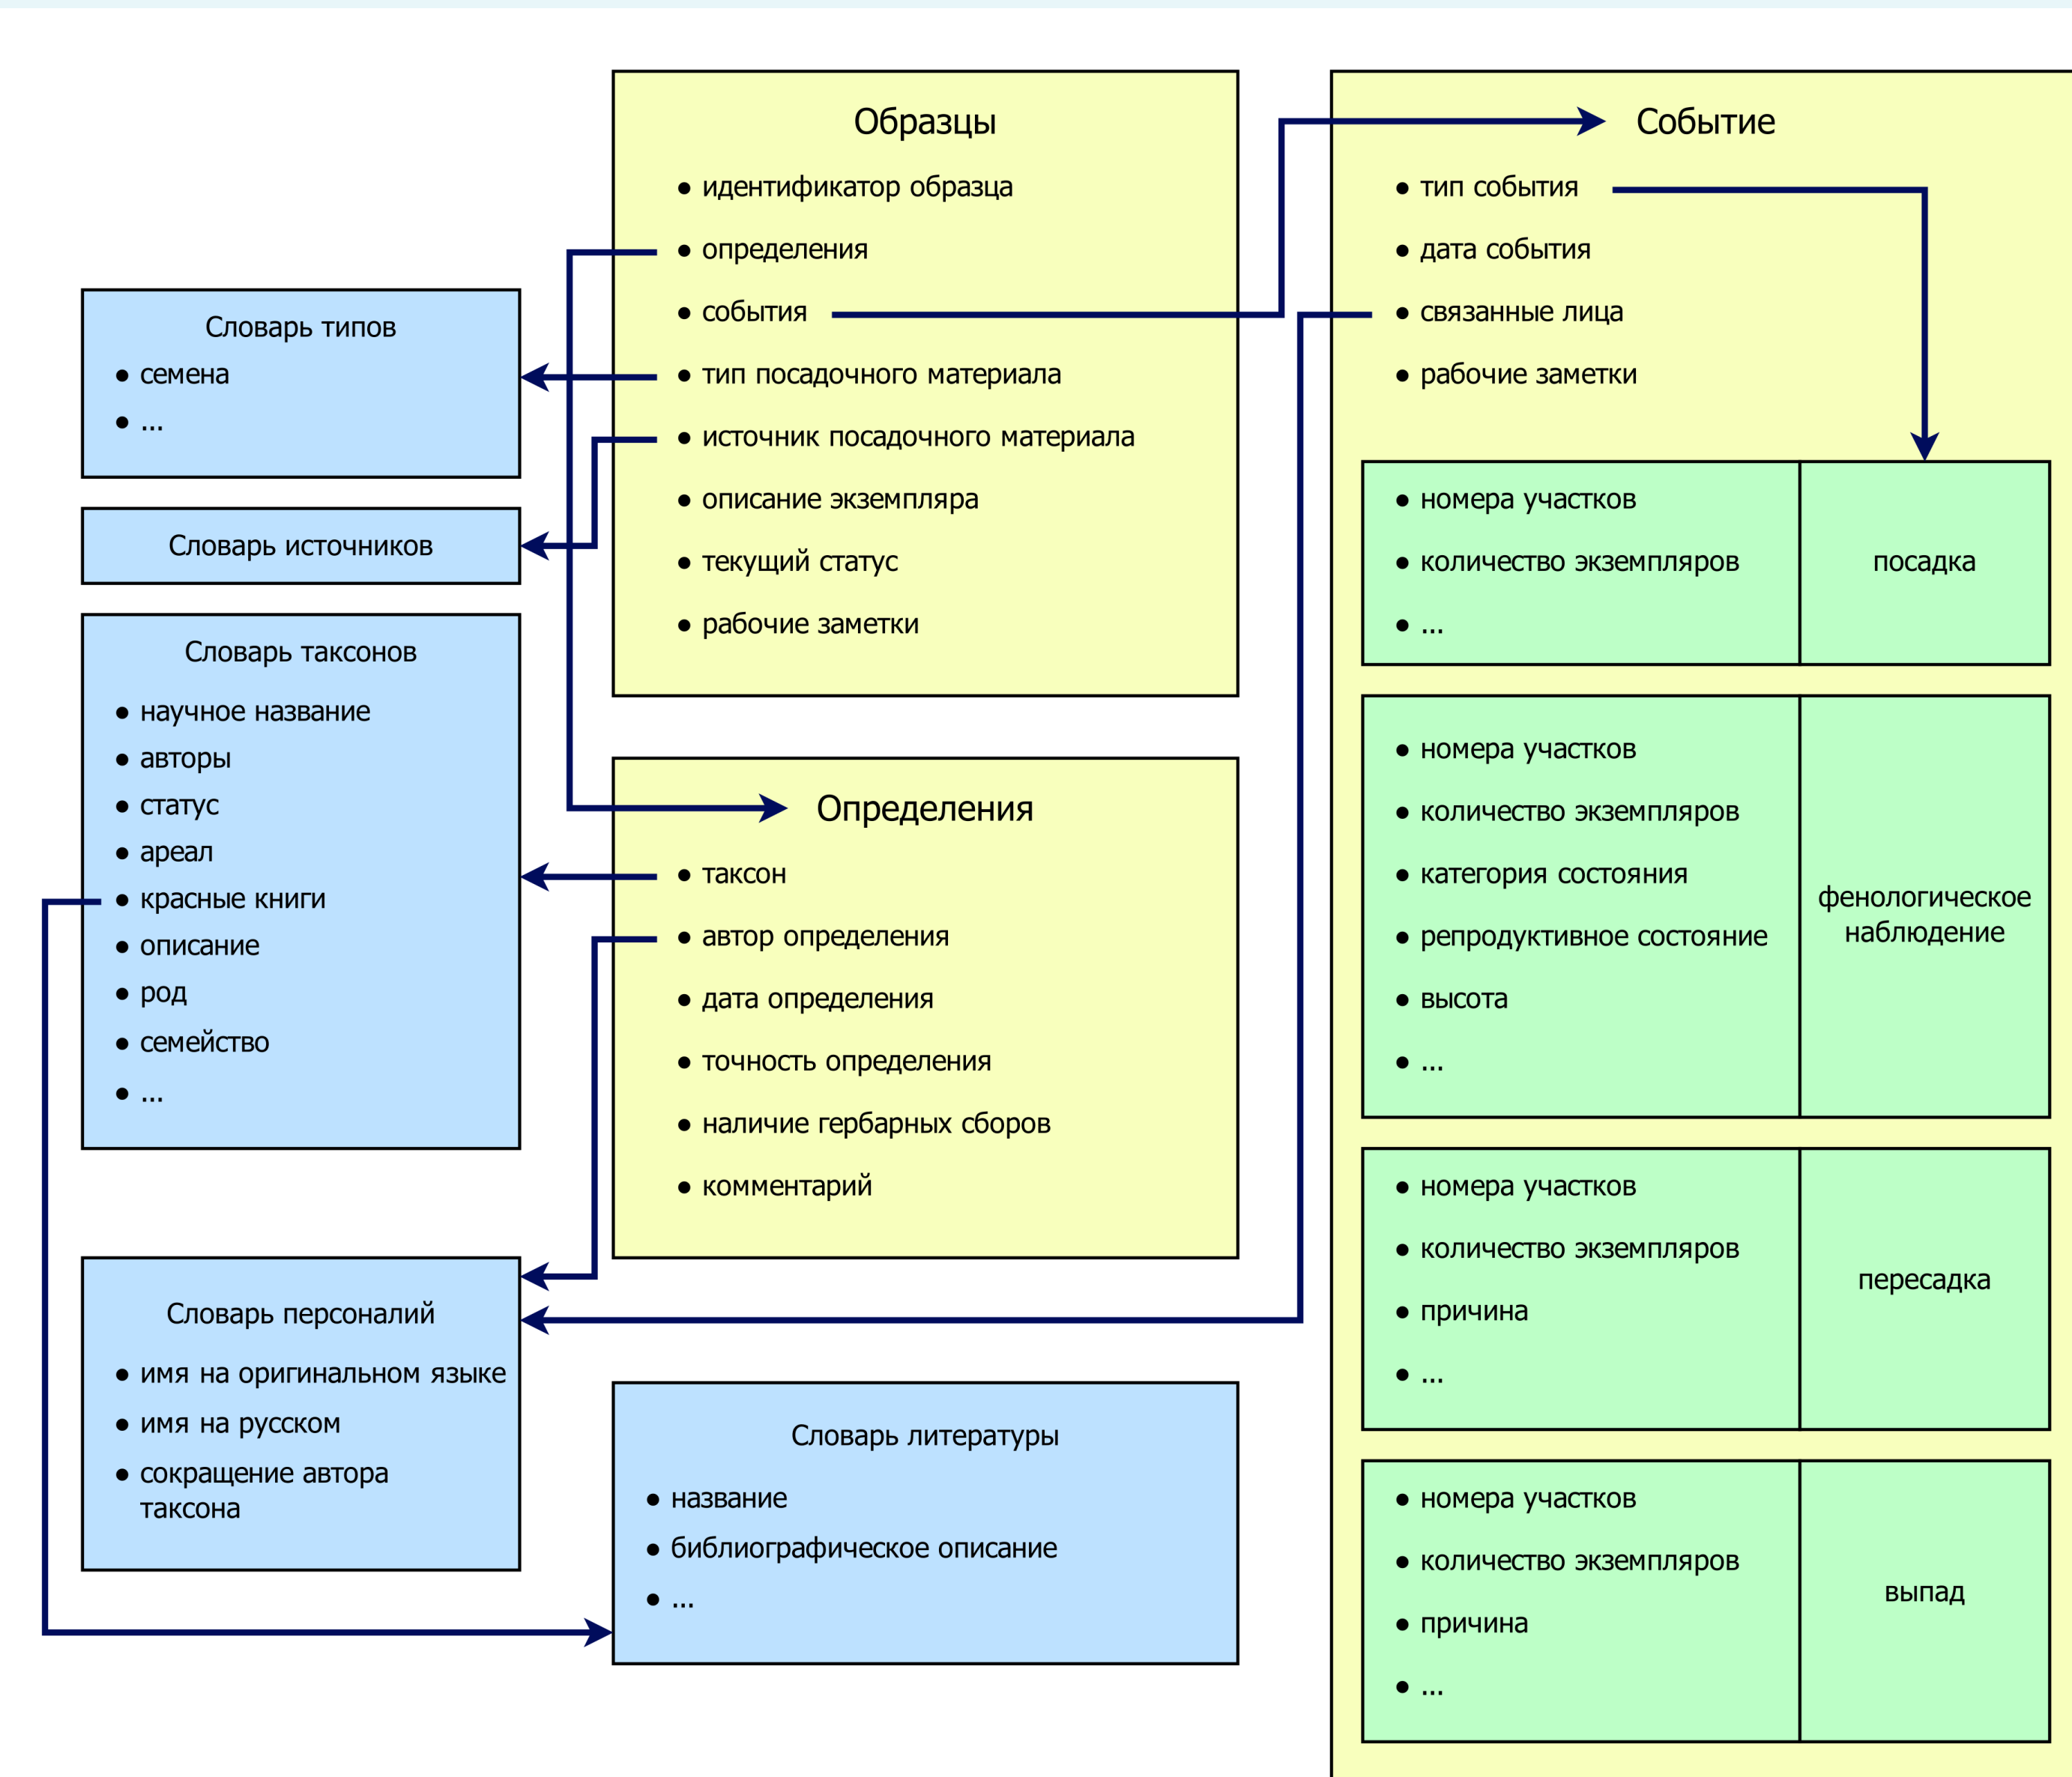 Образцы
• идентификатор образца
• определения
• события
• тип посадочного материала
• источник посадочного материала
• описание экземпляра
• текущий статус
• рабочие заметки
Событие
• тип события
• дата события
• связанные лица
• рабочие заметки
• номера участков
• количество экземпляров
• ...
посадка
• номера участков
• количество экземпляров
• категория состояния
• репродуктивное состояние
• высота
• ...
фенологическое
наблюдение
• номера участков
• количество экземпляров
• причина
• ...
пересадка
• номера участков
• количество экземпляров
• причина
• ...
выпад
Словарь типов
• семена
• ...
Словарь источников
Словарь таксонов
• научное название
• авторы
• статус
• ареал
• красные книги
• описание
• род
• семейство
• ...
Определения
• таксон
• автор определения
• дата определения
• точность определения
• наличие гербарных сборов
• комментарий
Словарь персоналий
• имя на оригинальном языке
• имя на русском
• сокращение автора
таксона
Словарь литературы
• название
• библиографическое описание
• ...